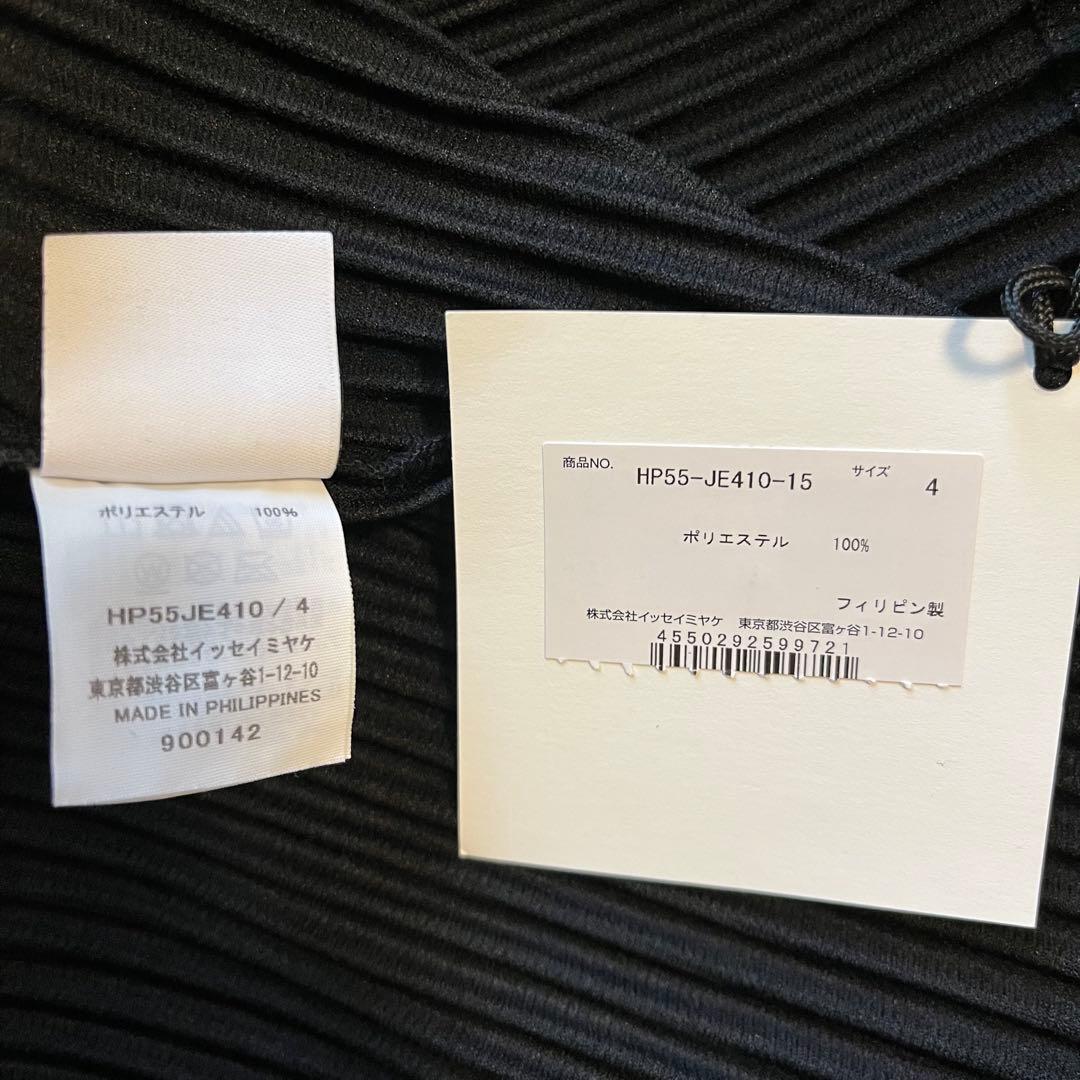 ポリエステル 100%
HP55JE410 / 4
株式会社イッセイミヤケ
東京都渋谷区富ヶ谷1-12-10
MADE IN PHILIPPINES
900142
商品NO. HP55-JE410-15 サイズ 4
ポリエステル 100%
フィリピン製
株式会社イッセイミヤケ 東京都渋谷区富ヶ谷1-12-10
4550292599721